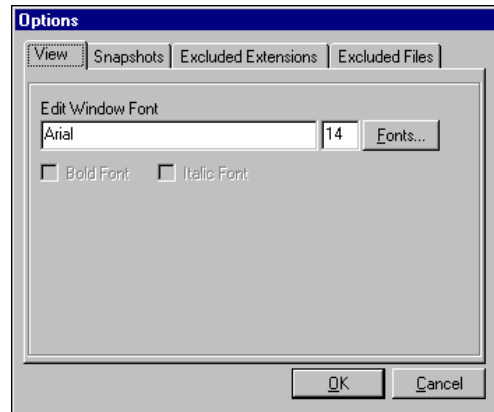 Options
View Snapshots Excluded Extensions Excluded Files
Edit Window Font
Arial 14 Fonts...
Bold Font Italic Font
OK Cancel